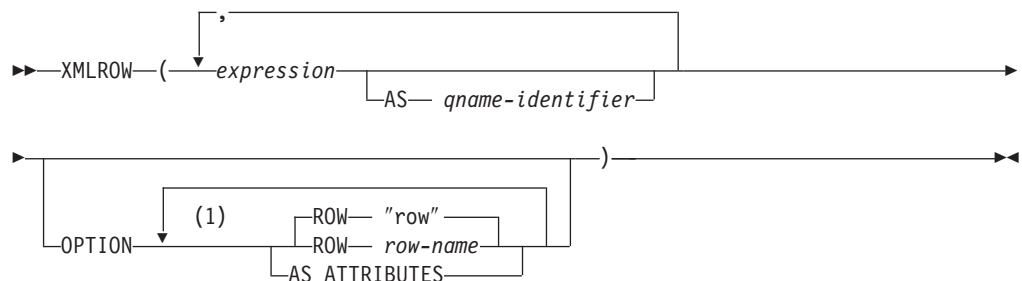 ,
XMLROW ( expression
AS qname-identifier
)
(1) ROW "row"
OPTION ROW row-name
AS ATTRIBUTES